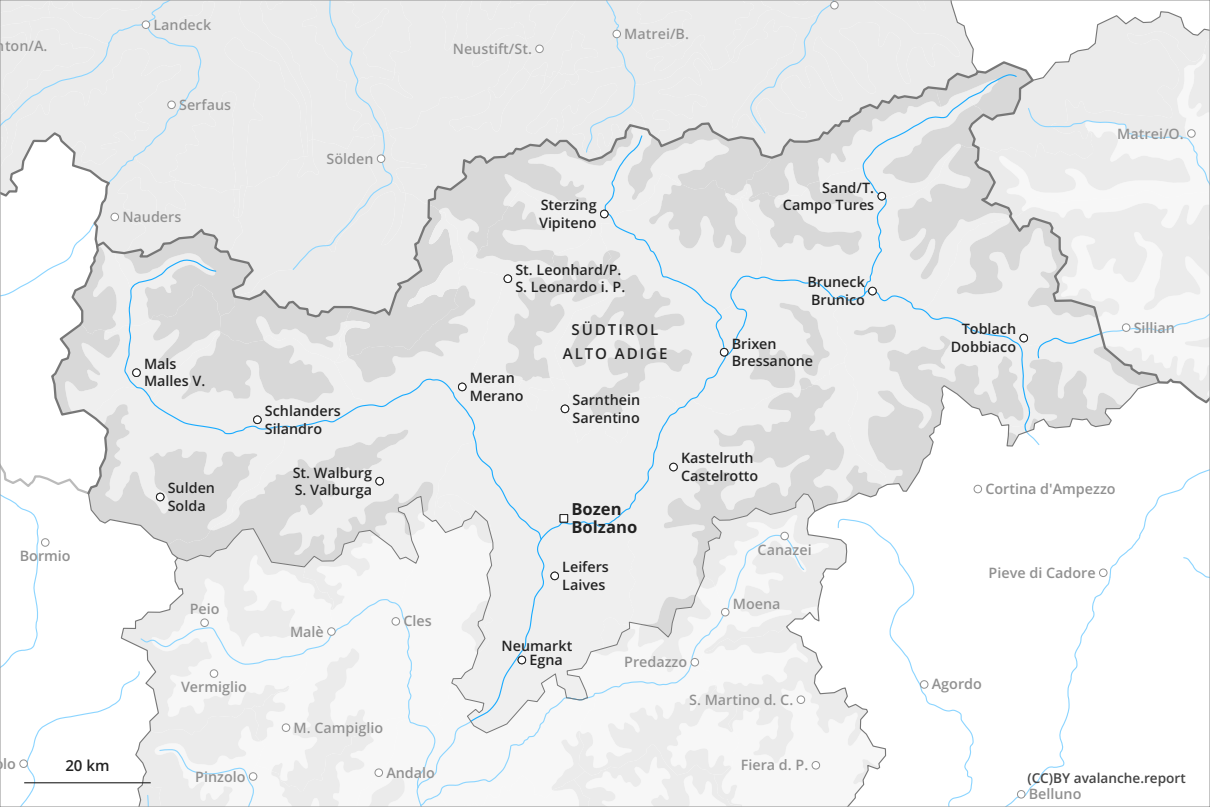 Landeck
Matrei/B.
nton/A.
Neustift/St.
Serfaus
Matrei/O.
Sölden
Sand/T.
Campo Tures
Sterzing
Vipiteno
Nauders
St. Leonhard/P.
S. Leonardo i. P.
Bruneck
Brunico
SÜDTIROL
ALTO ADIGE
Toblach
Dobbiaco
Sillian
Brixen
Bressanone
Mals
Malles V.
Meran
Merano
Sarnthein
Sarentino
Schlanders
Silandro
Kastelruth
Castelrotto
St. Walburg
S. Valburga
Sulden
Solda
Cortina d'Ampezzo
Bozen
Bolzano
Bormio
Canazei
Leifers
Laives
Pieve di Cadore
Peio
Moena
Malè
Cles
Neumarkt
Egna
Predazzo
Vermiglio
Agordo
S. Martino d. C.
M. Campiglio
olo
20 km
Pinzolo
Andalo
Fiera d. P.
(CC)BY avalanche.report
Belluno